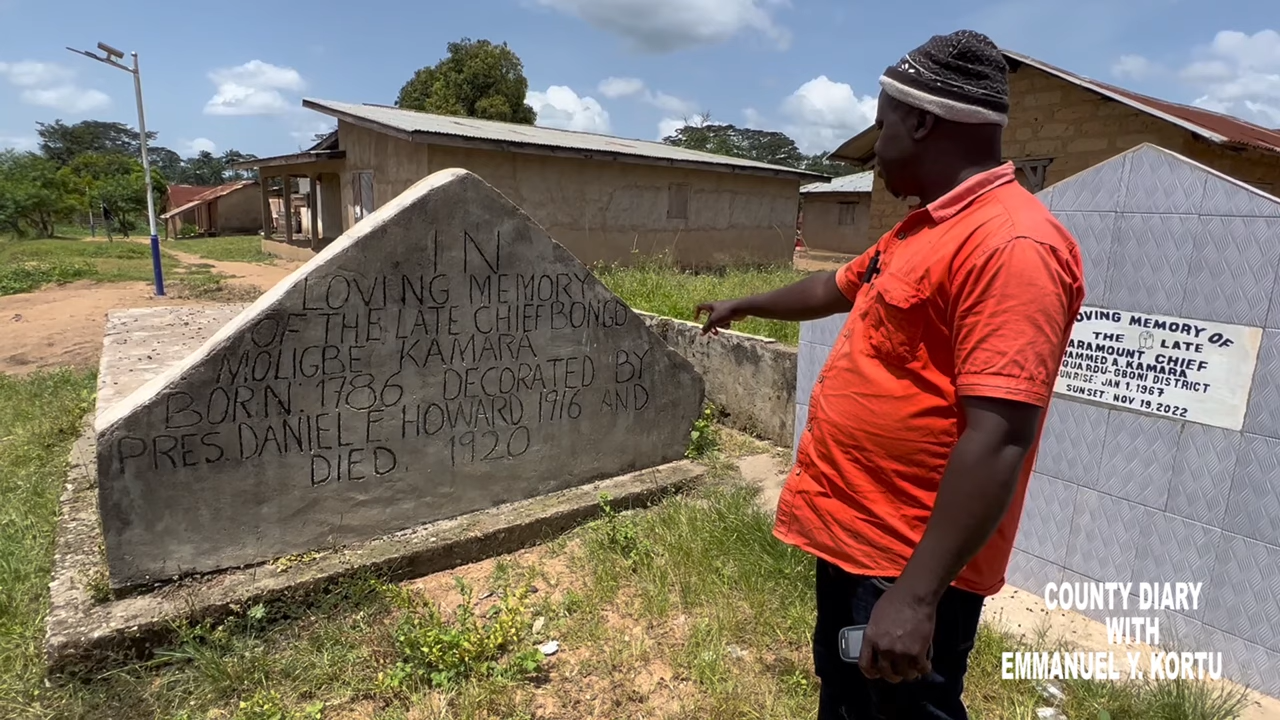 IN
LOVING MEMORY
OF THE LATE CHIEF BONGO
MOLIGBE KAMARA
BORN. 1786. DECORATED BY
PRES. DANIEL E HOWARD 1916 AND
DIED. 1920
LOVING MEMORY OF
THE LATE
PARAMOUNT CHIEF
HAMMED A. KAMARA
QUARDU-GBONI DISTRICT
SUNRISE: JAN 1, 1967
SUNSET: NOV 19, 2022
COUNTY DIARY
WITH
EMMANUEL Y. KORTU